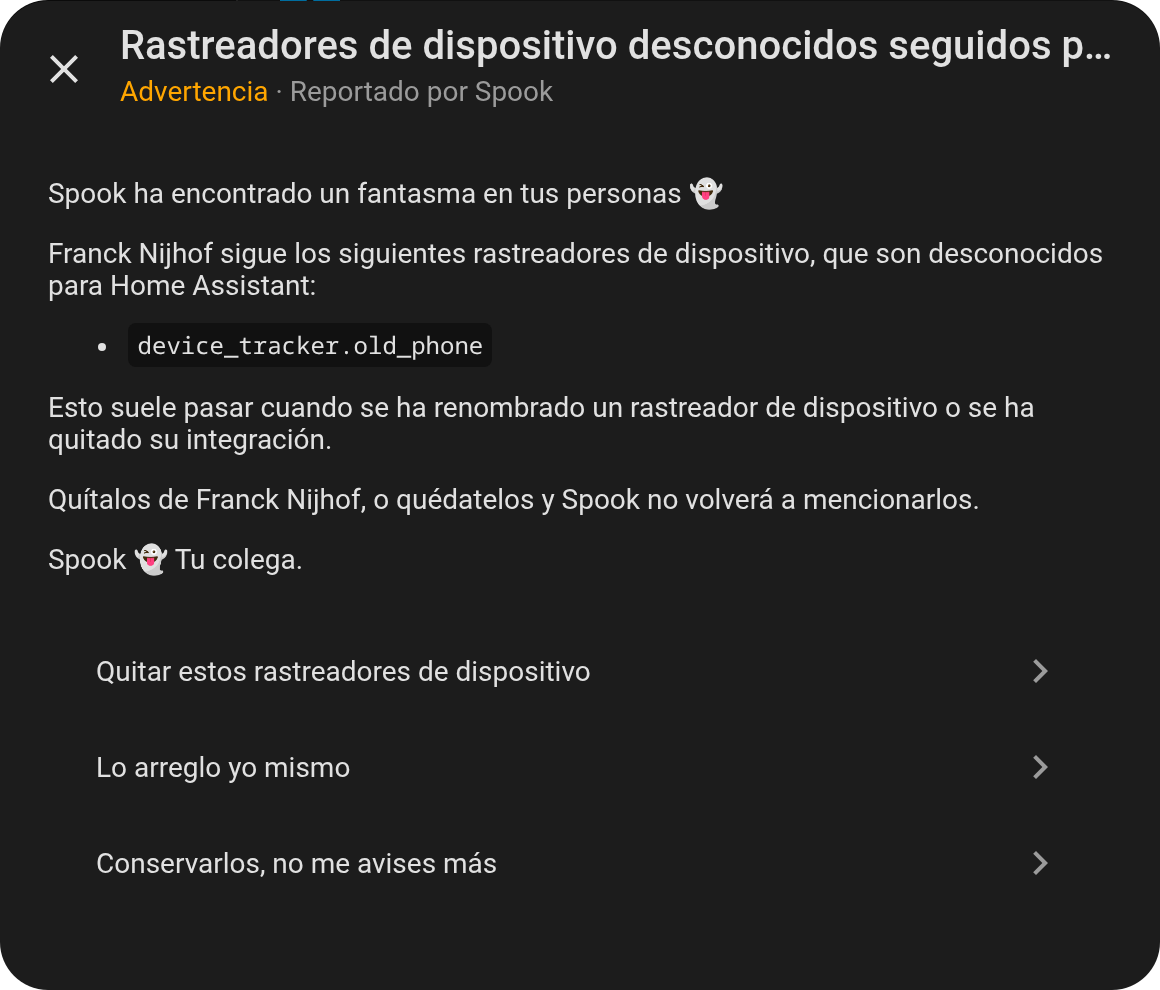 Rastreadores de dispositivo desconocidos seguidos p...
Advertencia · Reportado por Spook
Spook ha encontrado un fantasma en tus personas 👻
Franck Nijhof sigue los siguientes rastreadores de dispositivo, que son desconocidos
para Home Assistant:
• device_tracker.old_phone
Esto suele pasar cuando se ha renombrado un rastreador de dispositivo o se ha
quitado su integración.
Quítalos de Franck Nijhof, o quédatelos y Spook no volverá a mencionarlos.
Spook 👻 Tu colega.
Quitar estos rastreadores de dispositivo
Lo arreglo yo mismo
Conservarlos, no me avises más